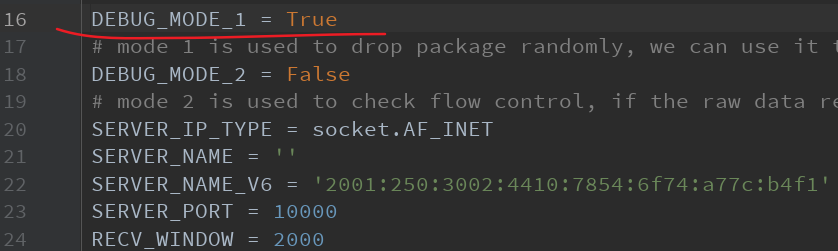 16 DEBUG_MODE_1 = True
17 # mode 1 is used to drop package randomly, we can use it
18 DEBUG_MODE_2 = False
19 # mode 2 is used to check flow control, if the raw data
20 SERVER_IP_TYPE = socket.AF_INET
21 SERVER_NAME = ''
22 SERVER_NAME_V6 = '2001:250:3002:4410:7854:6f74:a77c:b4f1'
23 SERVER_PORT = 10000
24 RECV_WINDOW = 2000